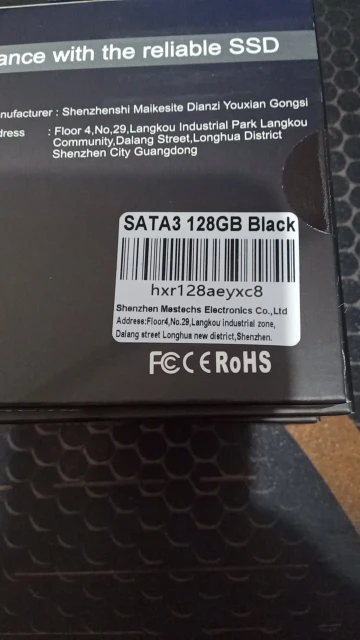 ance with the reliable SSD
nufacturer : Shenzhenshi Maikesite Dianzi Youxian Gongsi
dress : Floor 4,No,29,Langkou Industrial Park Langkou
Community,Dalang Street,Longhua District
Shenzhen City Guangdong
SATA3 128GB Black
hxr128aeyxc8
Shenzhen Mestechs Electronics Co.,Ltd
Address:Floor4,No.29,Langkou industrial zone,
Dalang street Longhua new district,Shenzhen.
FC CE RoHS